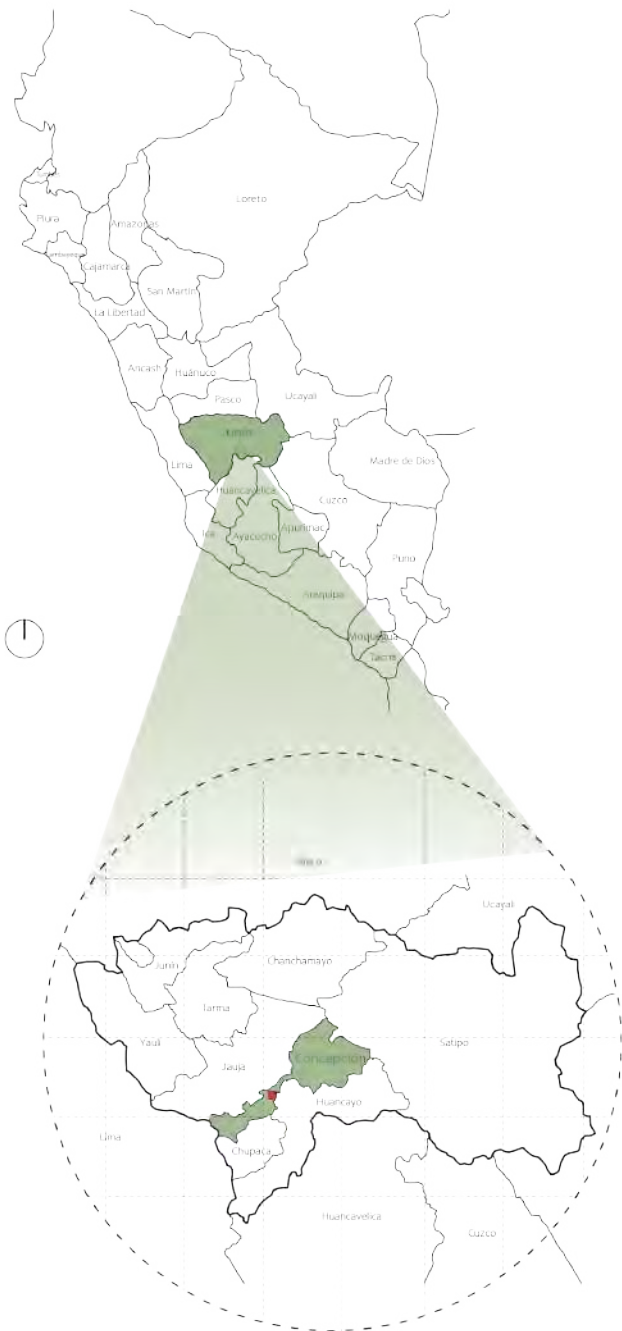 Loreto
Piura
Amazonas
Cajamarca
San Martín
La Libertad
Ancash
Huánuco
Pasco
Ucayali
Junín
Lima
Madre de Dios
Huancavelica
Cuzco
Ica
Ayacucho
Apurímac
Puno
Arequipa
Moquegua
Tacna
Ucayali
Junín
Chanchamayo
Tarma
Yauli
Satipo
Jauja
Concepción
Huancayo
Lima
Chupaca
Huancavelica
Cuzco